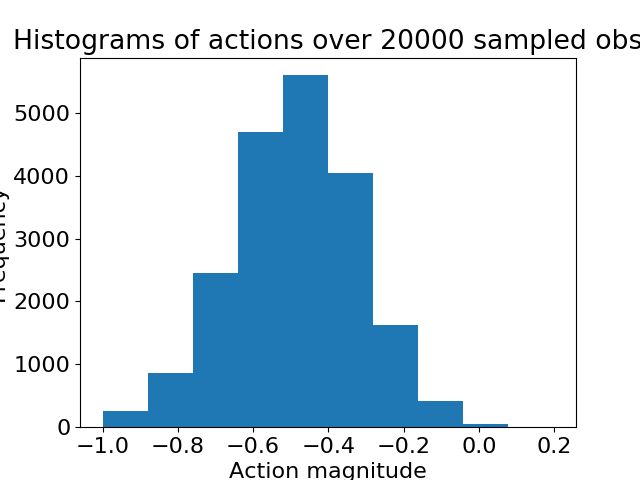 Histograms of actions over 20000 sampled obs
5000
4000
3000
2000
1000
0
Frequency
−1.0 −0.8 −0.6 −0.4 −0.2 0.0 0.2
Action magnitude